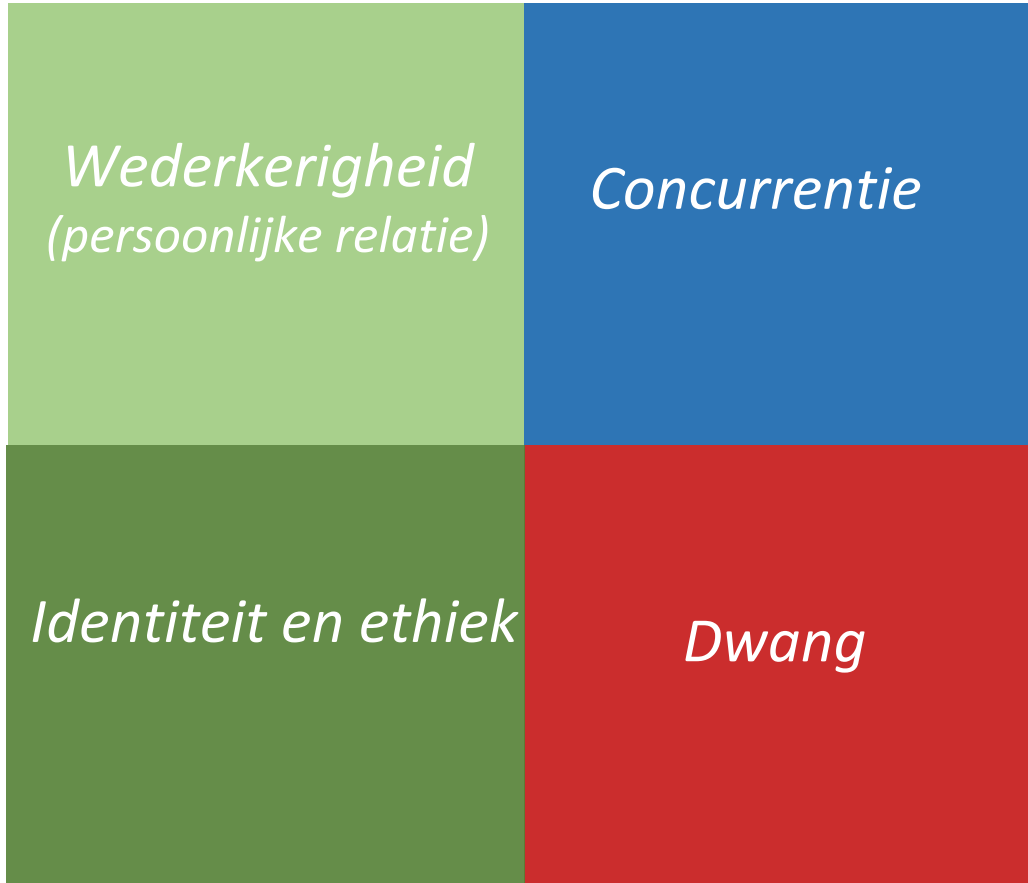 Wederkerigheid
(persoonlijke relatie)
Concurrentie
Identiteit en ethiek
Dwang